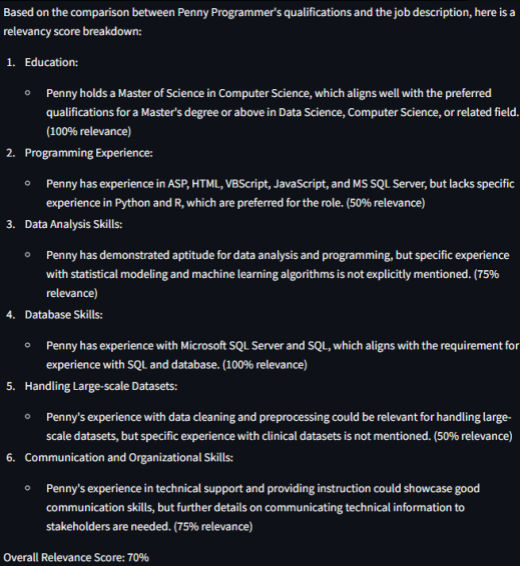 Based on the comparison between Penny Programmer's qualifications and the job description, here is a
relevancy score breakdown:
1. Education:
○ Penny holds a Master of Science in Computer Science, which aligns well with the preferred
qualifications for a Master's degree or above in Data Science, Computer Science, or related field.
(100% relevance)
2. Programming Experience:
○ Penny has experience in ASP, HTML, VBScript, JavaScript, and MS SQL Server, but lacks specific
experience in Python and R, which are preferred for the role. (50% relevance)
3. Data Analysis Skills:
○ Penny has demonstrated aptitude for data analysis and programming, but specific experience
with statistical modeling and machine learning algorithms is not explicitly mentioned. (75%
relevance)
4. Database Skills:
○ Penny has experience with Microsoft SQL Server and SQL, which aligns with the requirement for
experience with SQL and database. (100% relevance)
5. Handling Large-scale Datasets:
○ Penny's experience with data cleaning and preprocessing could be relevant for handling large-
scale datasets, but specific experience with clinical datasets is not mentioned. (50% relevance)
6. Communication and Organizational Skills:
○ Penny's experience in technical support and providing instruction could showcase good
communication skills, but further details on communicating technical information to
stakeholders are needed. (75% relevance)
Overall Relevance Score: 70%